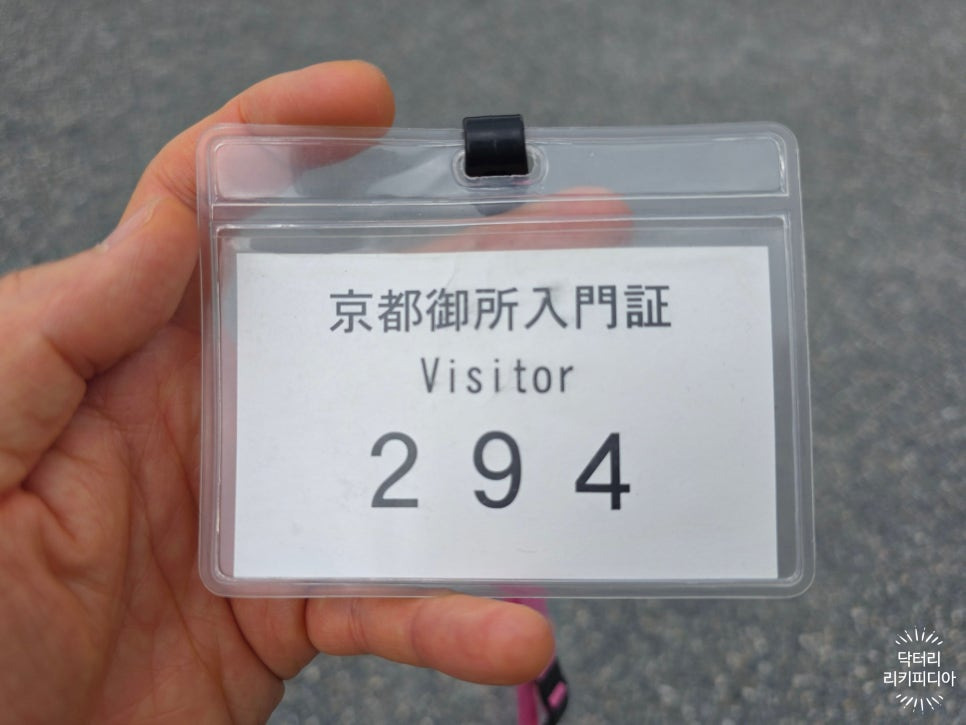 京都御所入門証
Visitor
294
닥터리
리키피디아